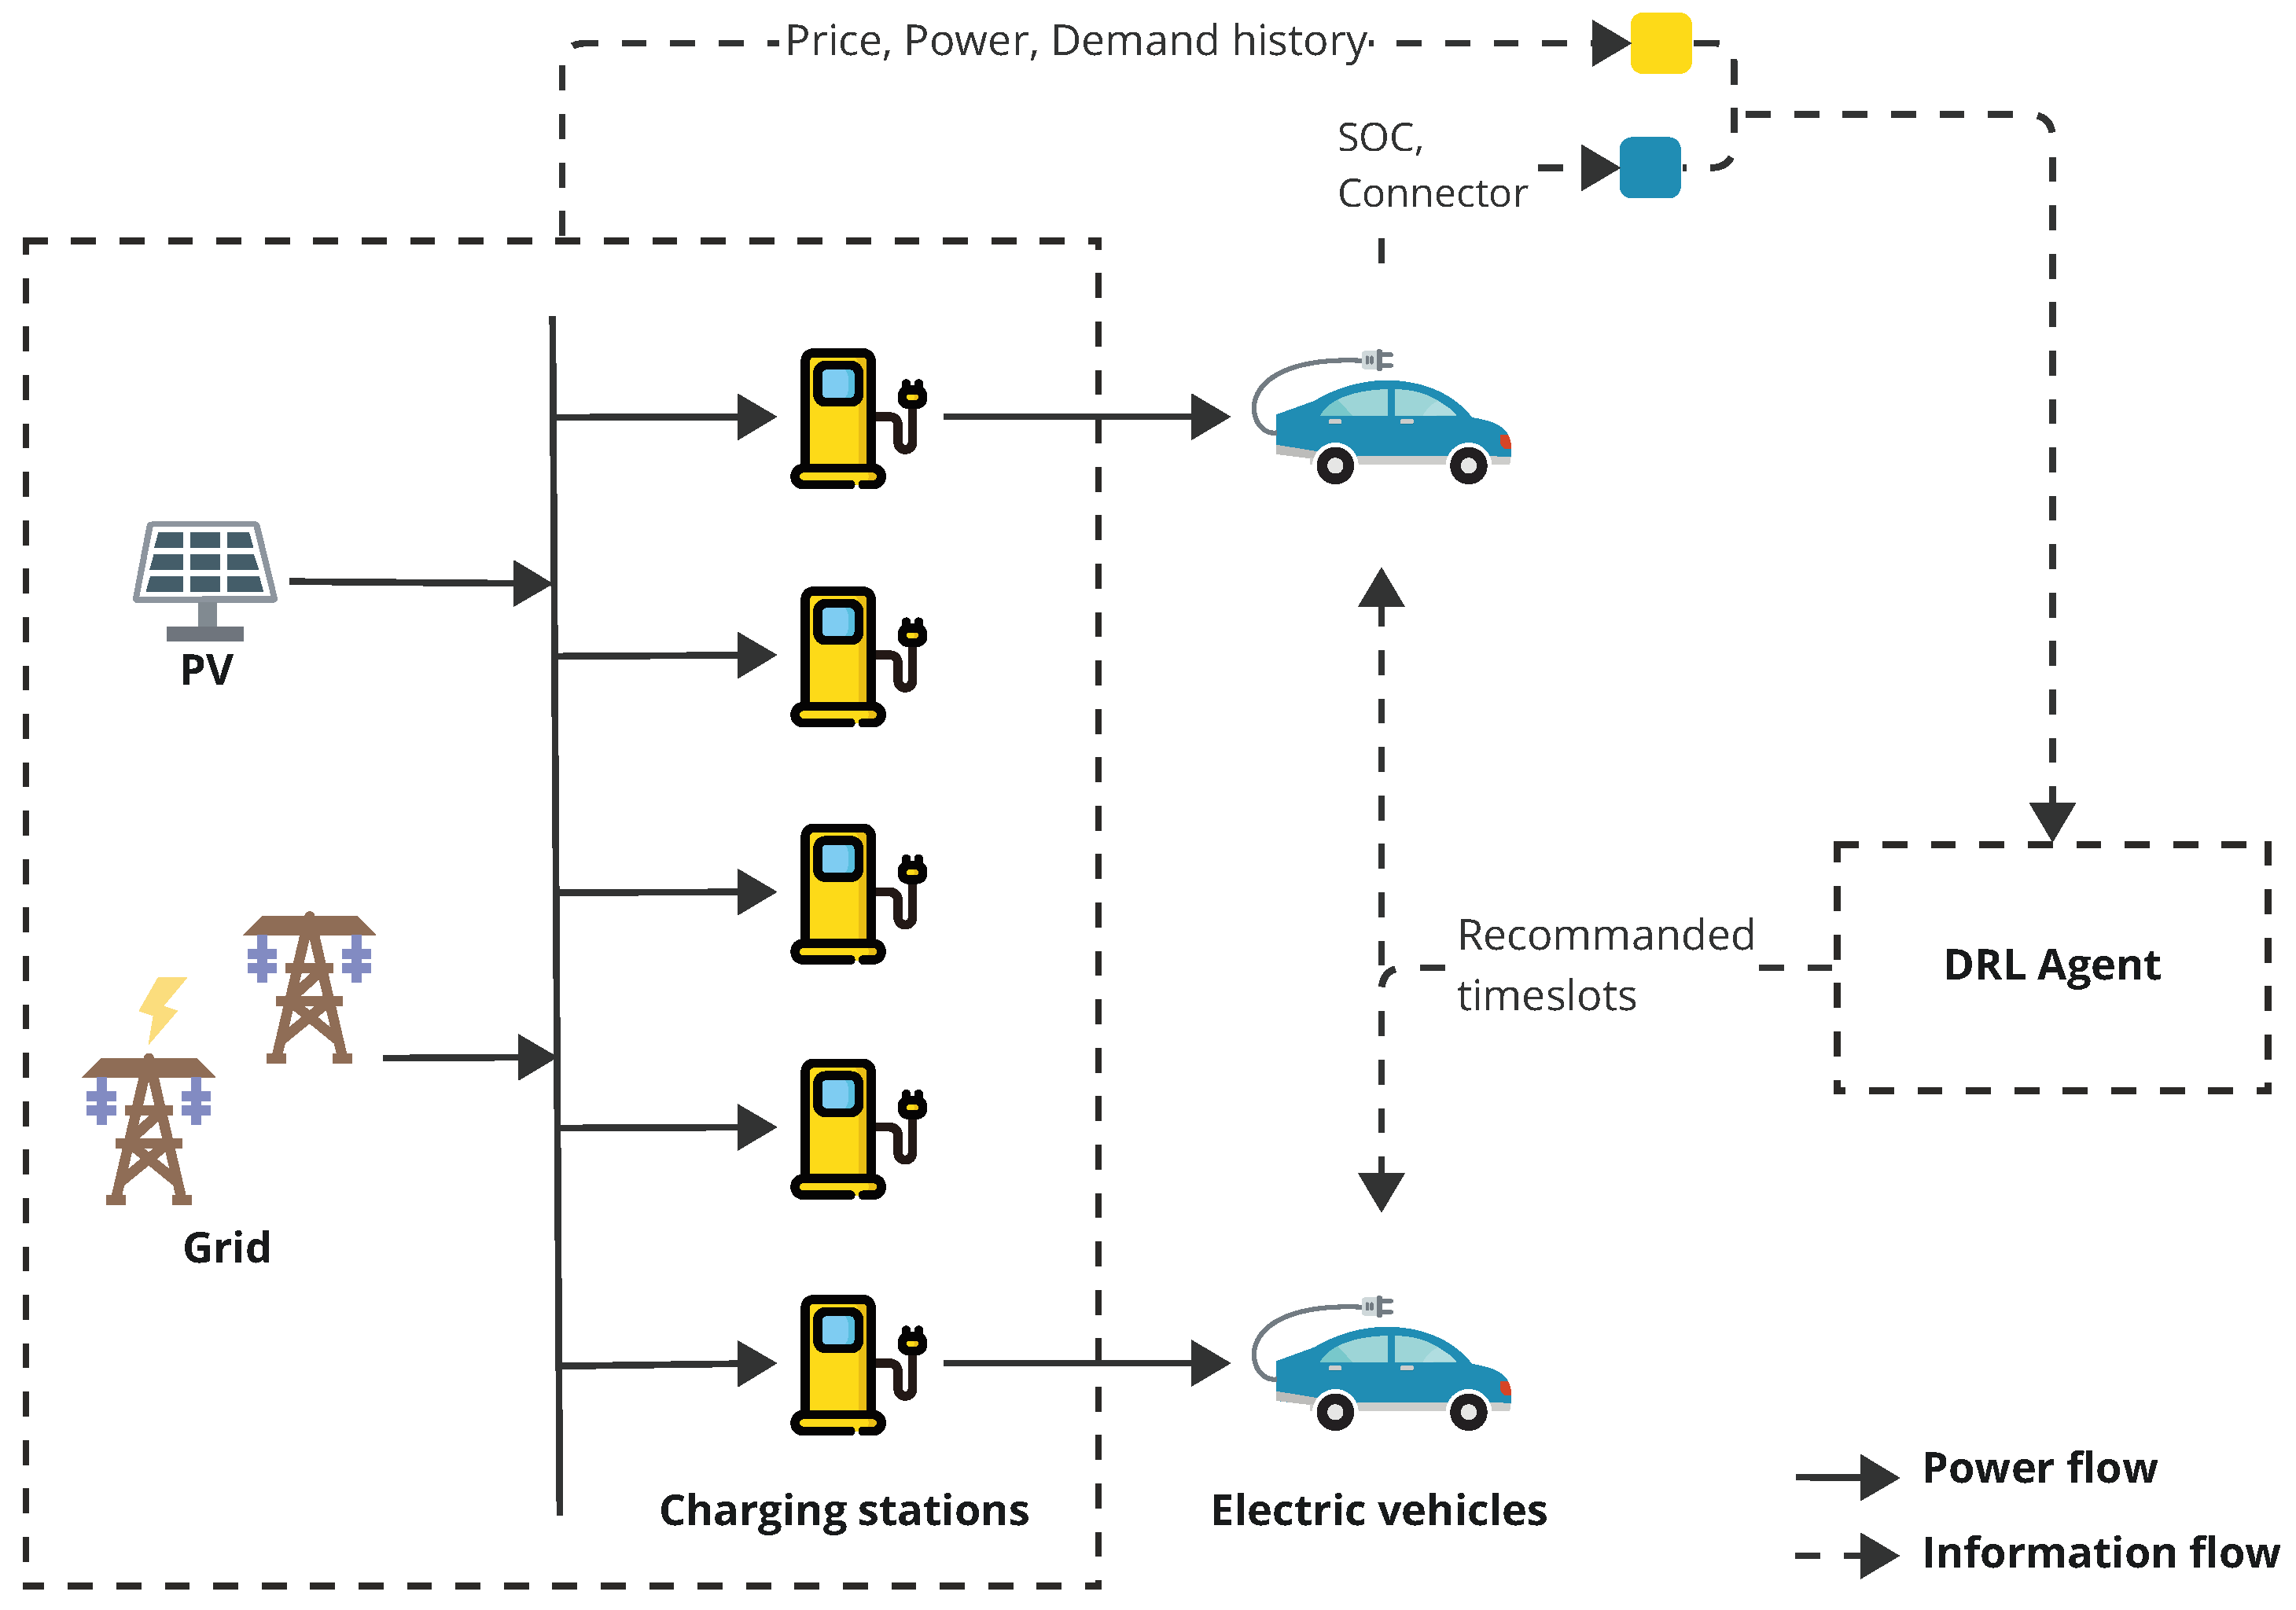 Price, Power, Demand history
SOC,
Connector
PV
Recommanded
timeslots
DRL Agent
Grid
Charging stations
Electric vehicles
Power flow
Information flow